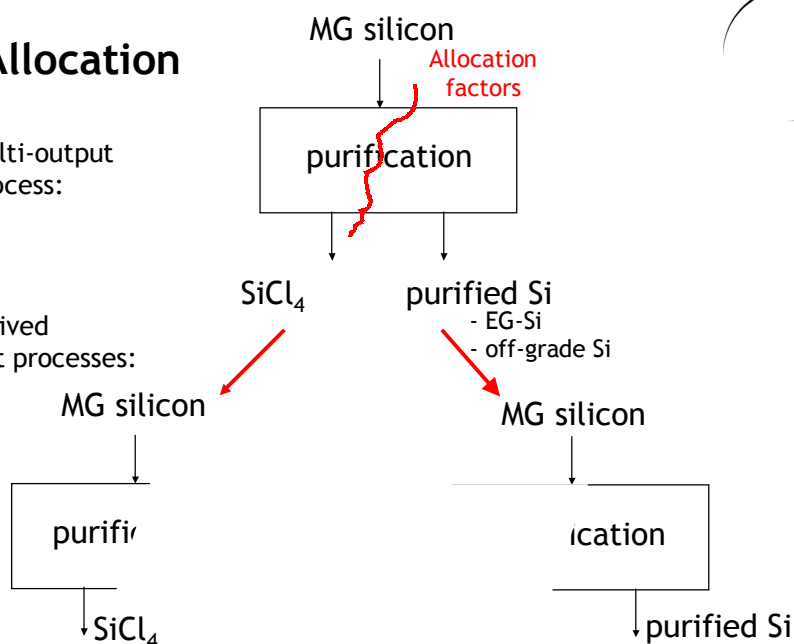 MG silicon
Allocation
Allocation
factors
lti-output
purification
ocess:
SiCl₄
purified Si
- EG-Si
ived
- off-grade Si
t processes:
MG silicon
MG silicon
purifi
ication
SiCl₄
purified Si